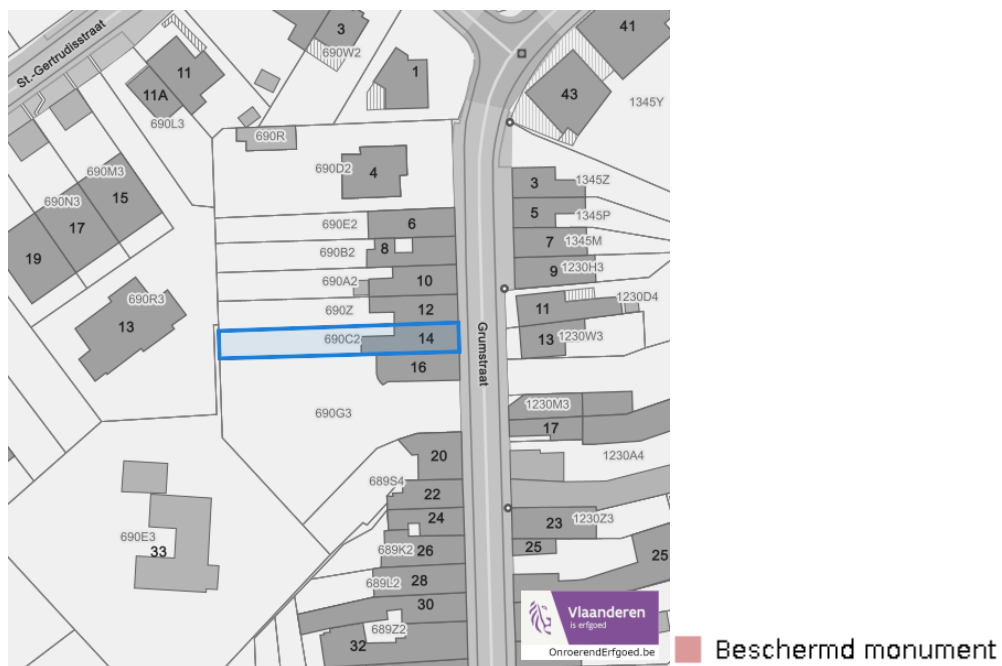 41
3
690W2
St.-Gertrudisstraat
11
1
11A
43
1345Y
690L3
690R
690D2
4
690M3
15
3
1345Z
690N3
17
5
1345P
690E2
6
7
1345M
19
690B2
8
9
1230H3
690A2
10
690R3
1230D4
690Z
12
11
13
690C2
14
13
1230W3
Grumstraat
16
690G3
1230M3
17
20
1230A4
689S4
22
24
23
1230Z3
690E3
33
689K2
26
25
25
689L2
28
30
689Z2
32
Vlaanderen
is erfgoed
OnroerendErfgoed.be
Beschermd monument